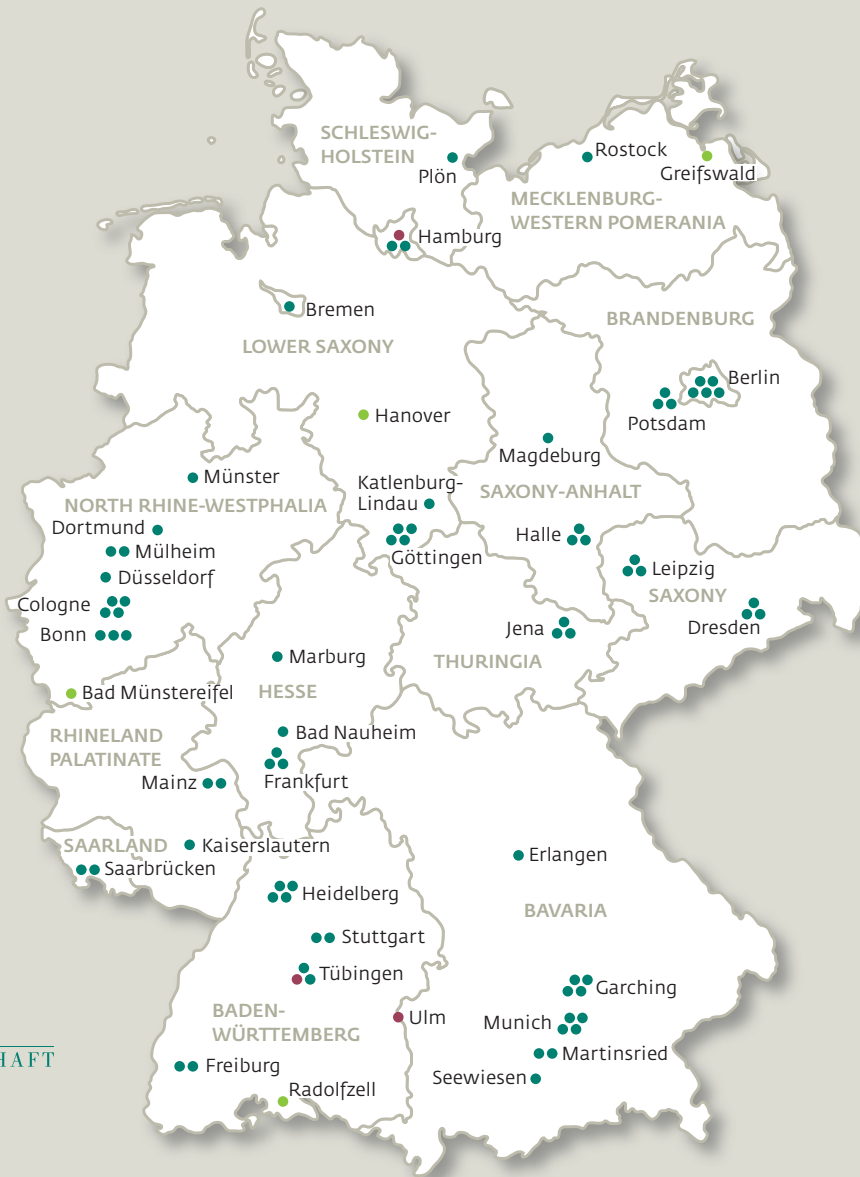 SCHLESWIG-
HOLSTEIN
Plön
Rostock
Greifswald
MECKLENBURG-
WESTERN POMERANIA
Hamburg
Bremen
LOWER SAXONY
BRANDENBURG
Berlin
Potsdam
Hanover
Magdeburg
SAXONY-ANHALT
Münster
NORTH RHINE-WESTPHALIA
Katlenburg-
Lindau
Göttingen
Dortmund
Mülheim
Düsseldorf
Cologne
Bonn
Halle
Leipzig
SAXONY
Dresden
Jena
THURINGIA
Marburg
HESSE
Bad Münstereifel
RHINELAND
PALATINATE
Bad Nauheim
Frankfurt
Mainz
SAARLAND
Kaiserslautern
Saarbrücken
Erlangen
Heidelberg
BAVARIA
Stuttgart
Tübingen
Garching
BADEN-
WÜRTTEMBERG
Ulm
Munich
Martinsried
Seewiesen
Freiburg
Radolfzell
HAFT